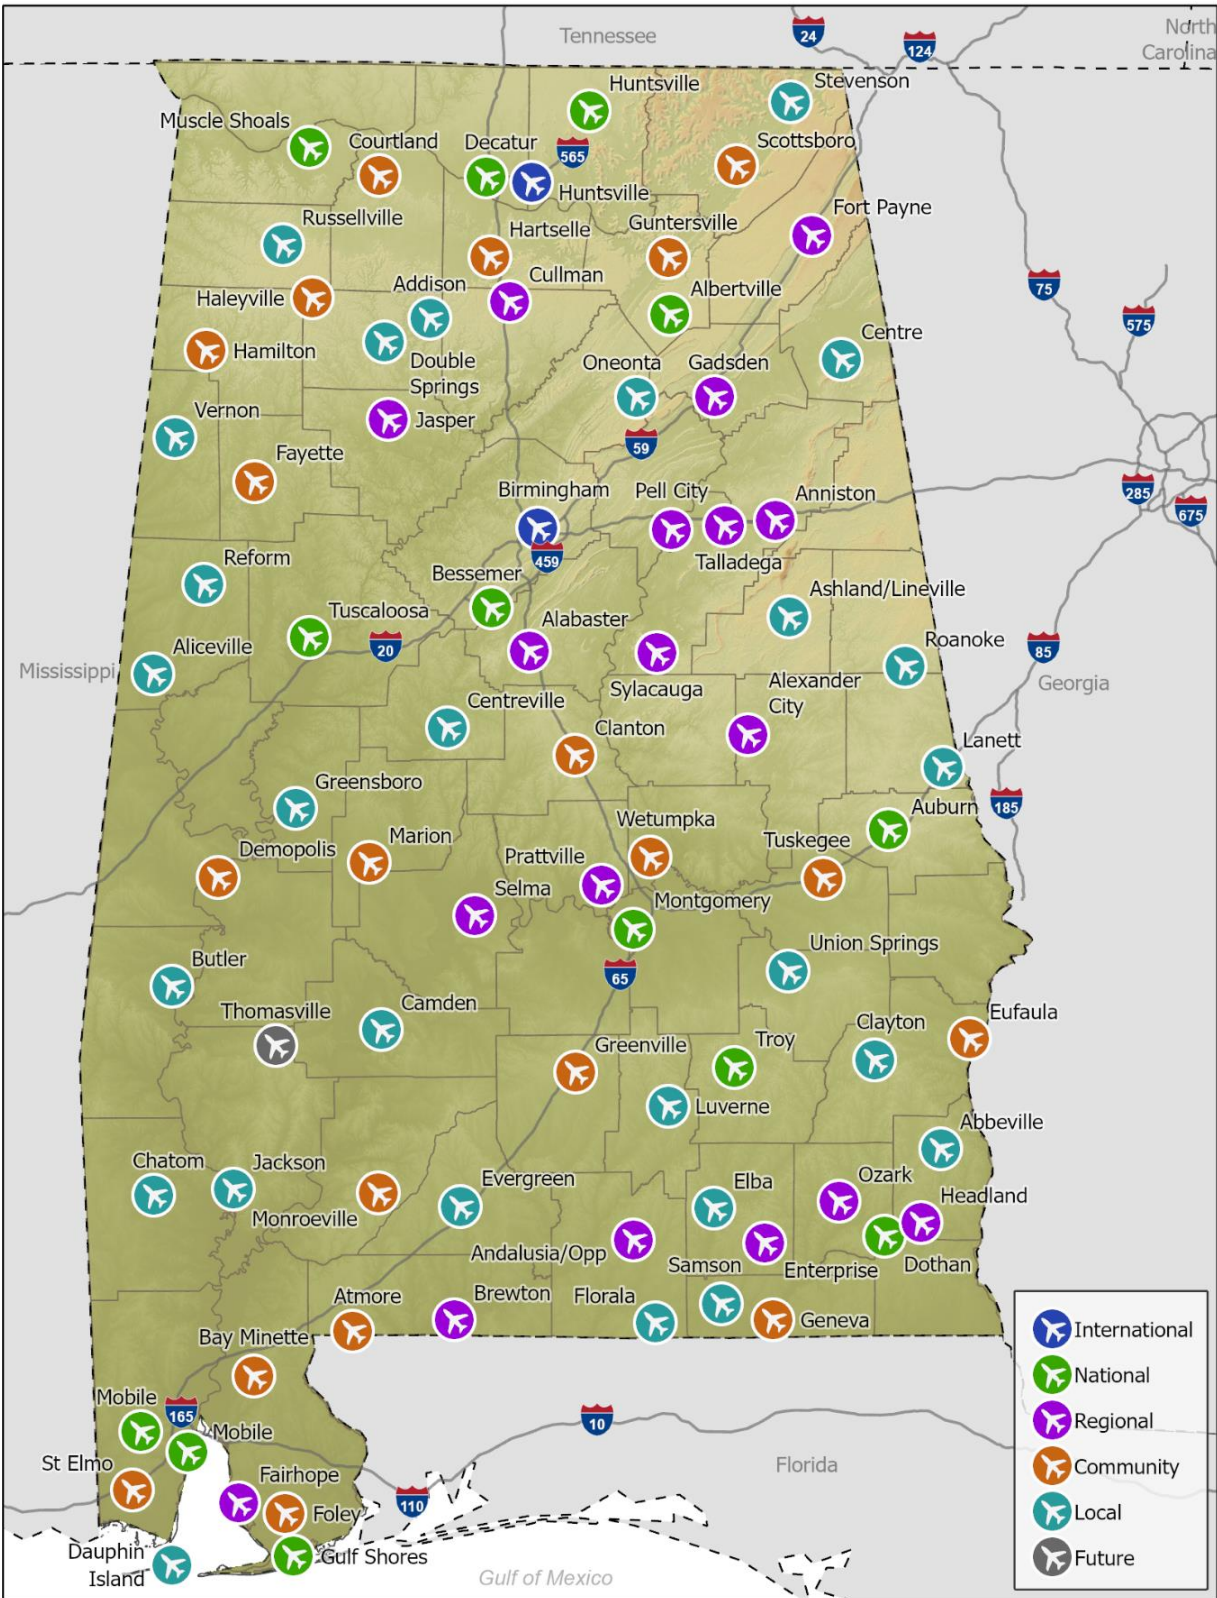 Tennessee
24
124
North
Carolina
Huntsville
Stevenson
Muscle Shoals
Courtland
Decatur
565
Scottsboro
Huntsville
Russellville
Hartselle
Guntersville
Fort Payne
Haleyville
Addison
Cullman
Albertville
75
575
Hamilton
Double
Springs
Oneonta
Gadsden
Centre
Vernon
Jasper
59
Fayette
Birmingham
Pell City
Anniston
285
675
459
Talladega
Reform
Bessemer
Ashland/Lineville
Tuscaloosa
Alabaster
20
Aliceville
Roanoke
85
Mississippi
Sylacauga
Alexander
City
Georgia
Centreville
Clanton
Lanett
Greensboro
Auburn
185
Demopolis
Marion
Wetumpka
Tuskegee
Prattville
Selma
Montgomery
Union Springs
65
Butler
Thomasville
Camden
Eufaula
Clayton
Greenville
Troy
Luverne
Abbeville
Chatom
Jackson
Evergreen
Elba
Ozark
Headland
Monroeville
Andalusia/Opp
Samson
Enterprise
Dothan
Atmore
Brewton
Florala
Geneva
Bay Minette
Mobile
165
Mobile
10
St Elmo
Fairhope
Foley
110
Florida
Dauphin
Island
Gulf Shores
Gulf of Mexico
International
National
Regional
Community
Local
Future